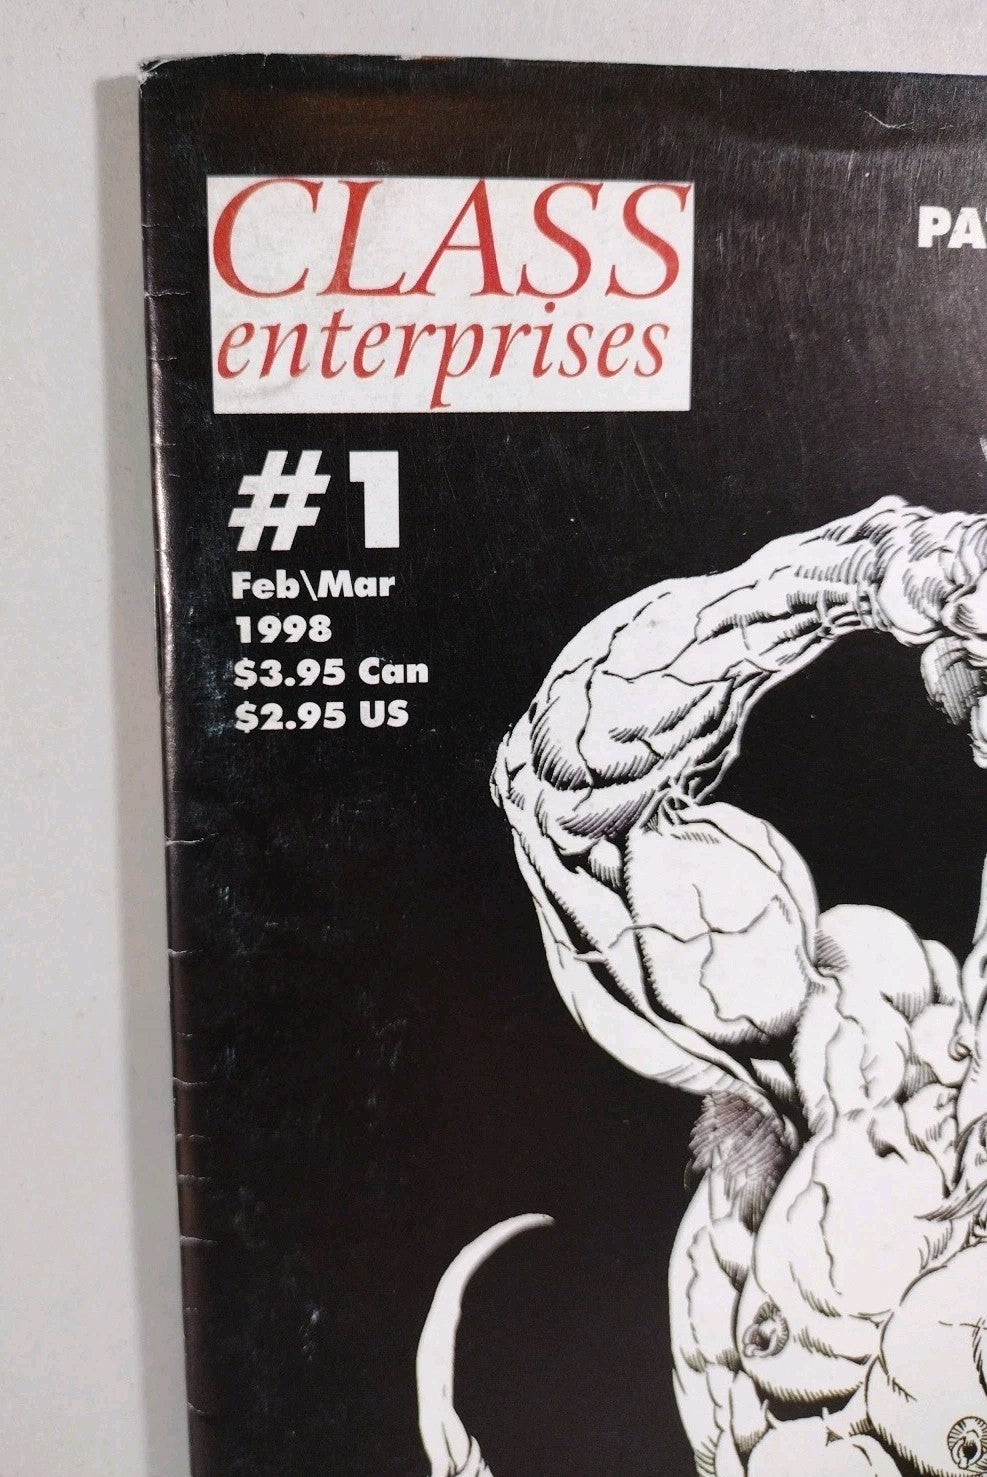 CLASS
enterprises
#1
Feb\Mar
1998
$3.95 Can
$2.95 US